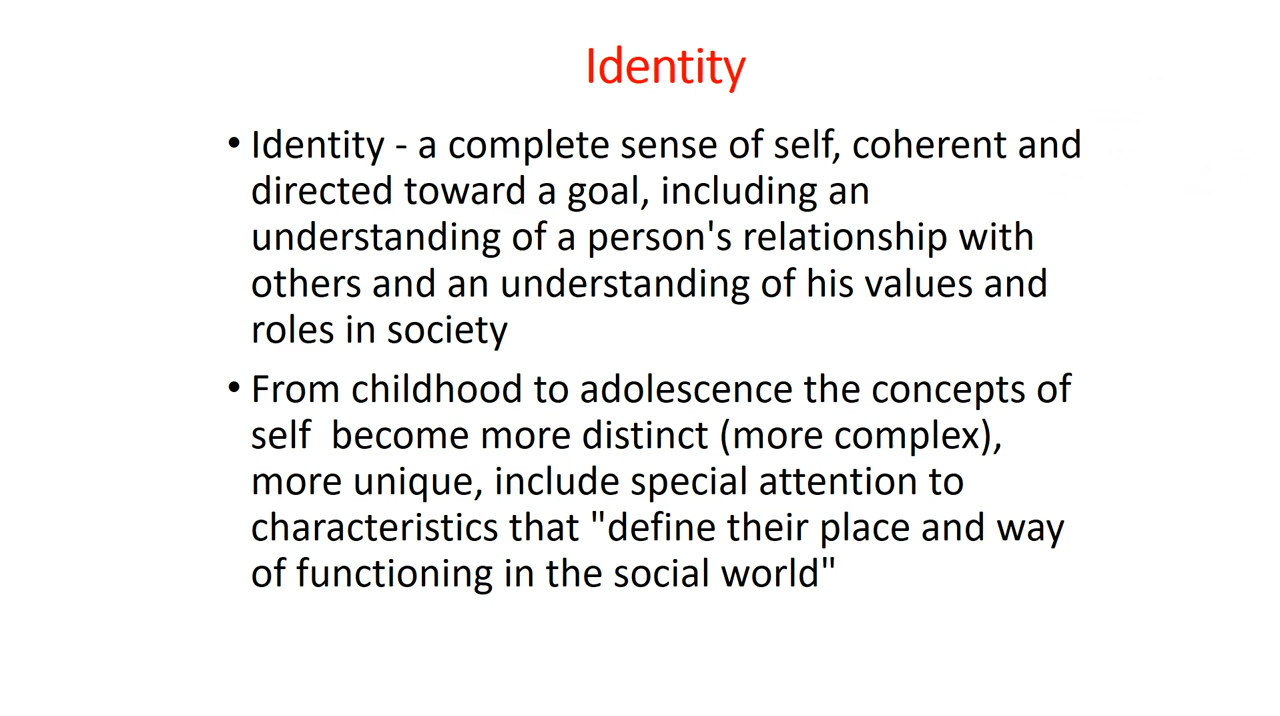 Identity
• Identity - a complete sense of self, coherent and
directed toward a goal, including an
understanding of a person's relationship with
others and an understanding of his values and
roles in society
• From childhood to adolescence the concepts of
self  become more distinct (more complex),
more unique, include special attention to
characteristics that "define their place and way
of functioning in the social world"